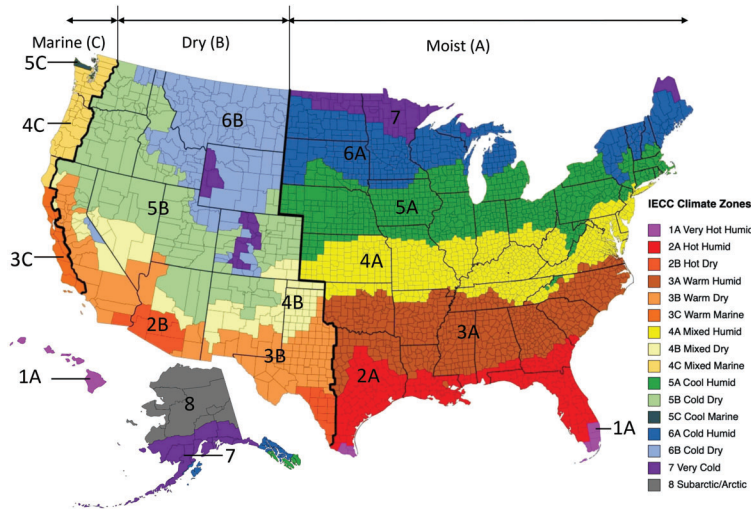 Marine (C)
Dry (B)
Moist (A)
5C
4C
6B
7
6A
5B
5A
3C
4A
4B
2B
3B
3A
2A
1A
8
1A
7
IECC Climate Zones
1A Very Hot Humid
2A Hot Humid
2B Hot Dry
3A Warm Humid
3B Warm Dry
3C Warm Marine
4A Mixed Humid
4B Mixed Dry
4C Mixed Marine
5A Cool Humid
5B Cold Dry
5C Cool Marine
6A Cold Humid
6B Cold Dry
7 Very Cold
8 Subarctic/Arctic